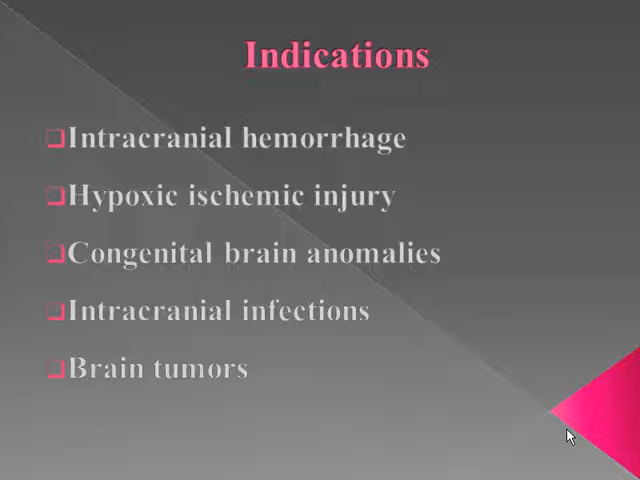 Indications
Intracranial hemorrhage
Hypoxic ischemic injury
Congenital brain anomalies
Intracranial infections
Brain tumors